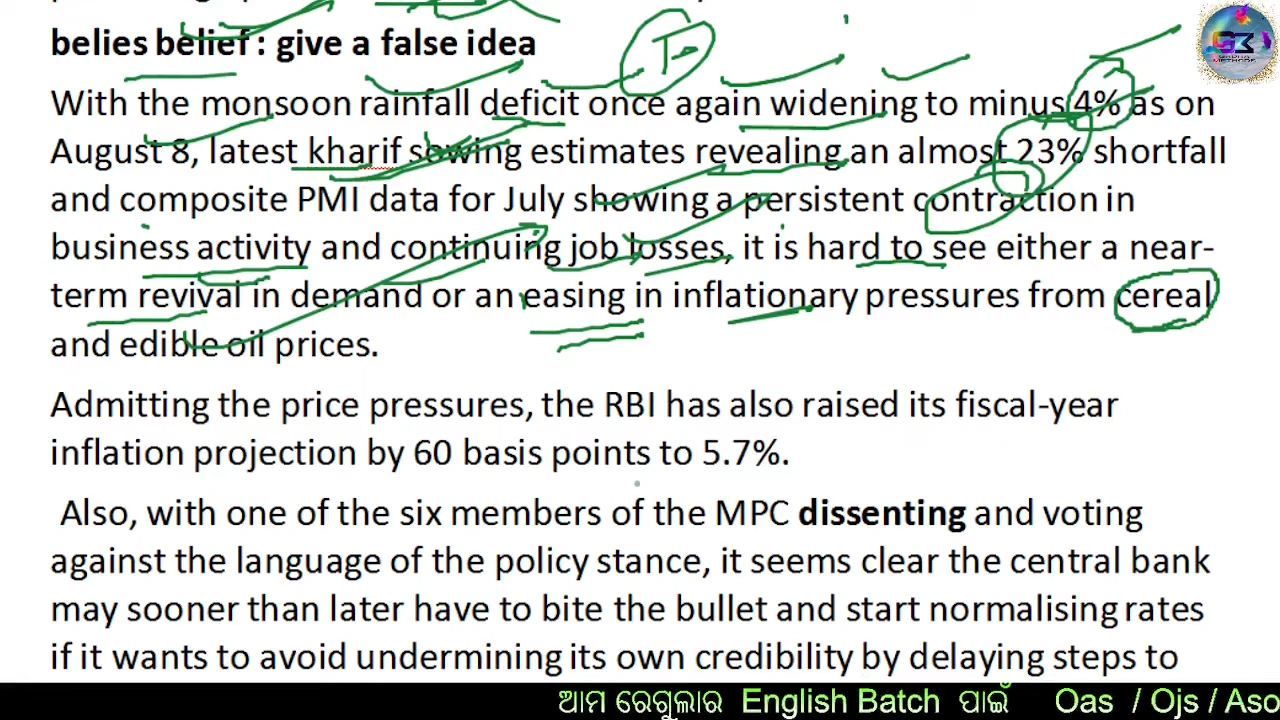 belies belief : give a false idea
With the monsoon rainfall deficit once again widening to minus 4% as on
August 8, latest kharif sowing estimates revealing an almost 23% shortfall
and composite PMI data for July showing a persistent contraction in
business activity and continuing job losses, it is hard to see either a near-
term revival in demand or an easing in inflationary pressures from cereal
and edible oil prices.
Admitting the price pressures, the RBI has also raised its fiscal-year
inflation projection by 60 basis points to 5.7%.
Also, with one of the six members of the MPC dissenting and voting
against the language of the policy stance, it seems clear the central bank
may sooner than later have to bite the bullet and start normalising rates
if it wants to avoid undermining its own credibility by delaying steps to
ଆମ ରେଗୁଲାର English Batch ପାଇଁ Oas / Ojs / Aso